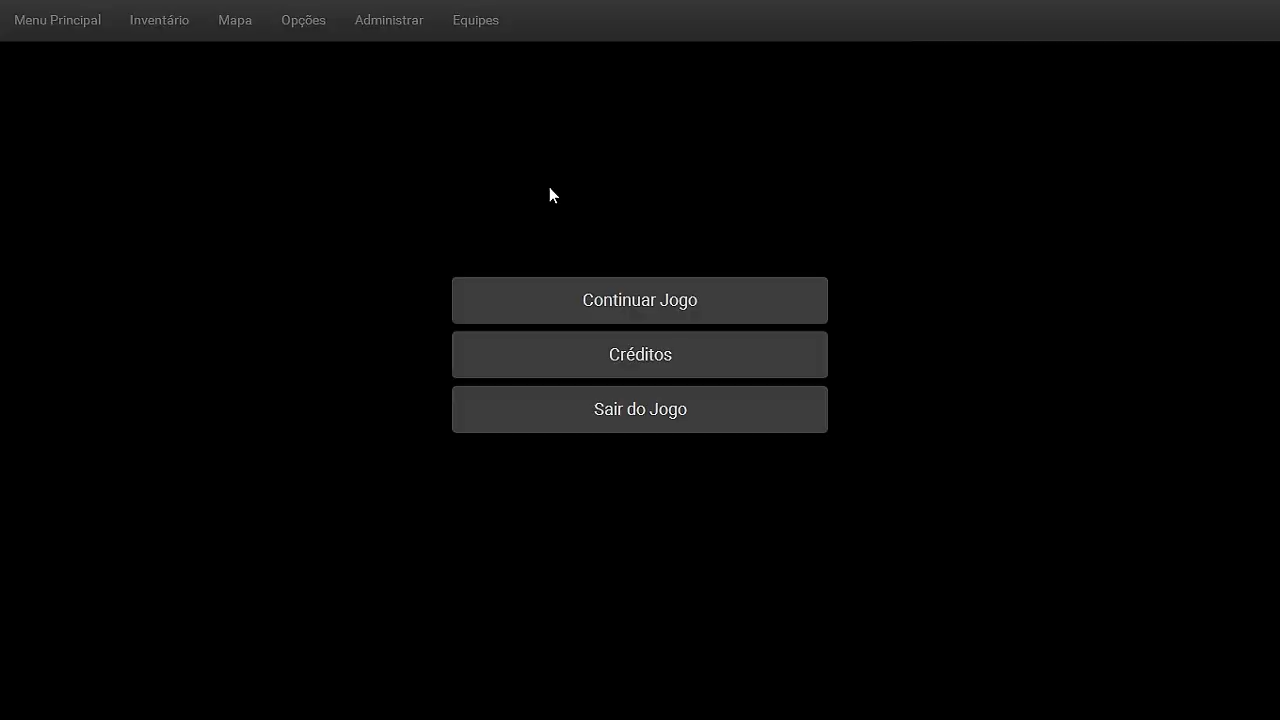 Menu Principal Inventário Mapa Opções Administrar Equipes
Continuar Jogo
Créditos
Sair do Jogo